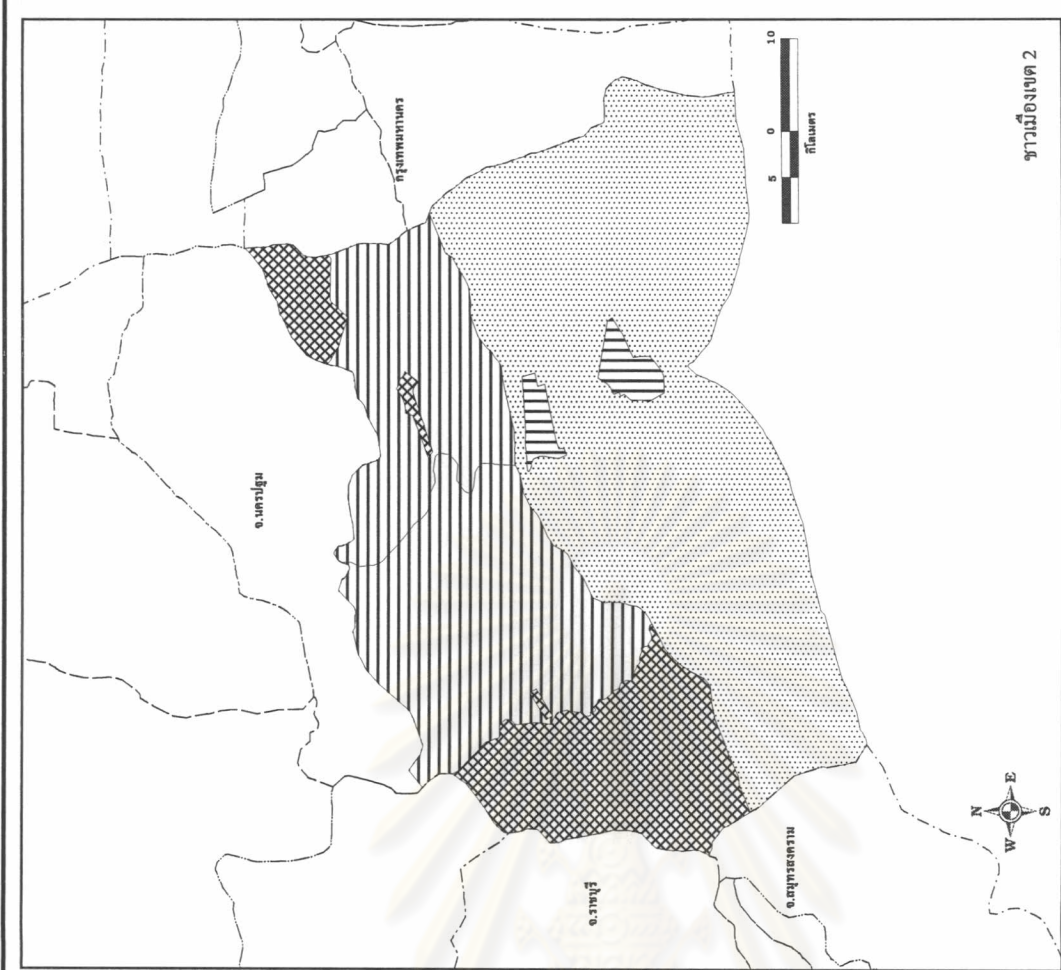 กรุงเทพมหานคร
จ.นครปฐม
จ.ราชบุรี
จ.สมุทรสงคราม
5 0 10
กิโลเมตร
N
W E
S
ชาวเมืองเขต 2